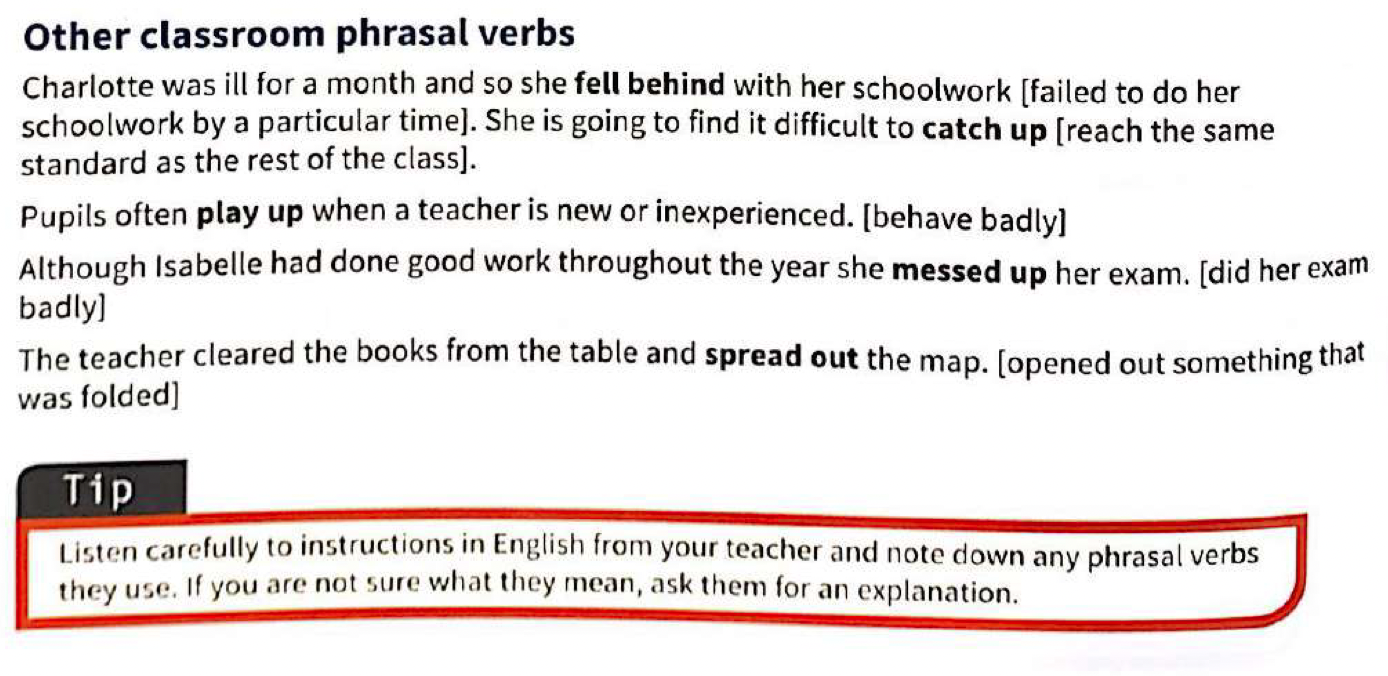 Other classroom phrasal verbs
Charlotte was ill for a month and so she fell behind with her schoolwork [failed to do her
schoolwork by a particular time]. She is going to find it difficult to catch up [reach the same
standard as the rest of the class].
Pupils often play up when a teacher is new or inexperienced. [behave badly]
Although Isabelle had done good work throughout the year she messed up her exam. [did her exam
badly]
The teacher cleared the books from the table and spread out the map. [opened out something that
was folded]
Tip
Listen carefully to instructions in English from your teacher and note down any phrasal verbs
they use. If you are not sure what they mean, ask them for an explanation.